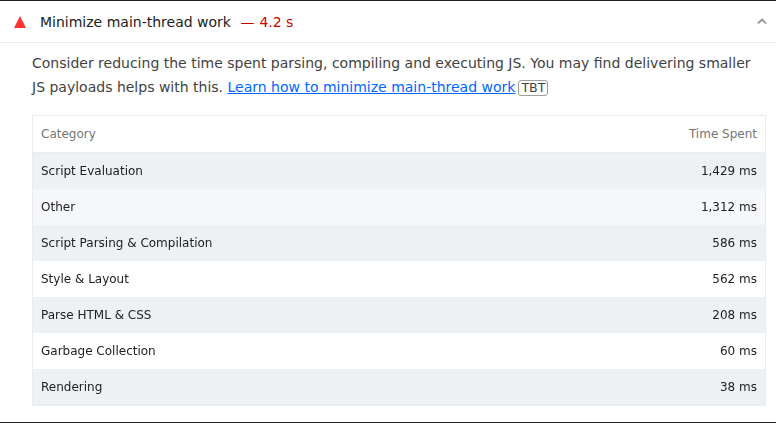 Minimize main-thread work — 4.2 s
Consider reducing the time spent parsing, compiling and executing JS. You may find delivering smaller
JS payloads helps with this. Learn how to minimize main-thread work TBT
Category Time Spent
Script Evaluation 1,429 ms
Other 1,312 ms
Script Parsing & Compilation 586 ms
Style & Layout 562 ms
Parse HTML & CSS 208 ms
Garbage Collection 60 ms
Rendering 38 ms